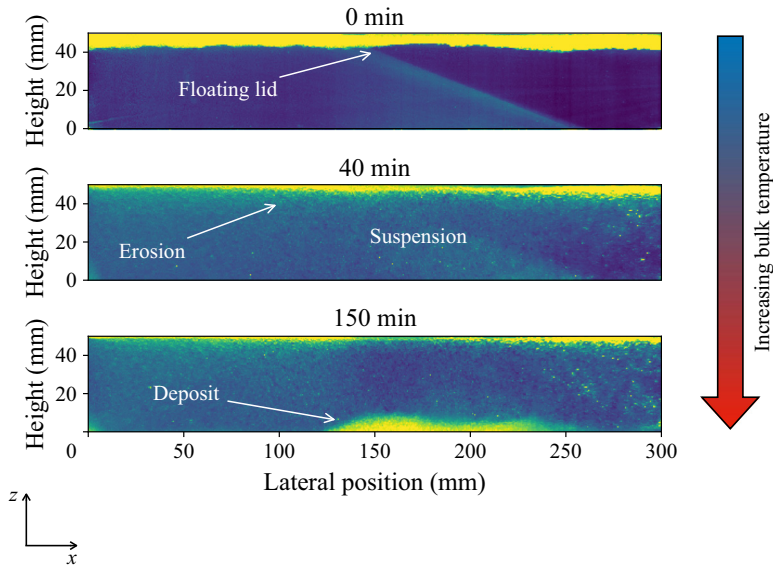 0 min
Height (mm)
40
20
0
Floating lid
40 min
Height (mm)
40
20
0
Erosion
Suspension
150 min
Height (mm)
40
20
Deposit
0
50
100
150
200
250
300
Lateral position (mm)
Increasing bulk temperature
z
x